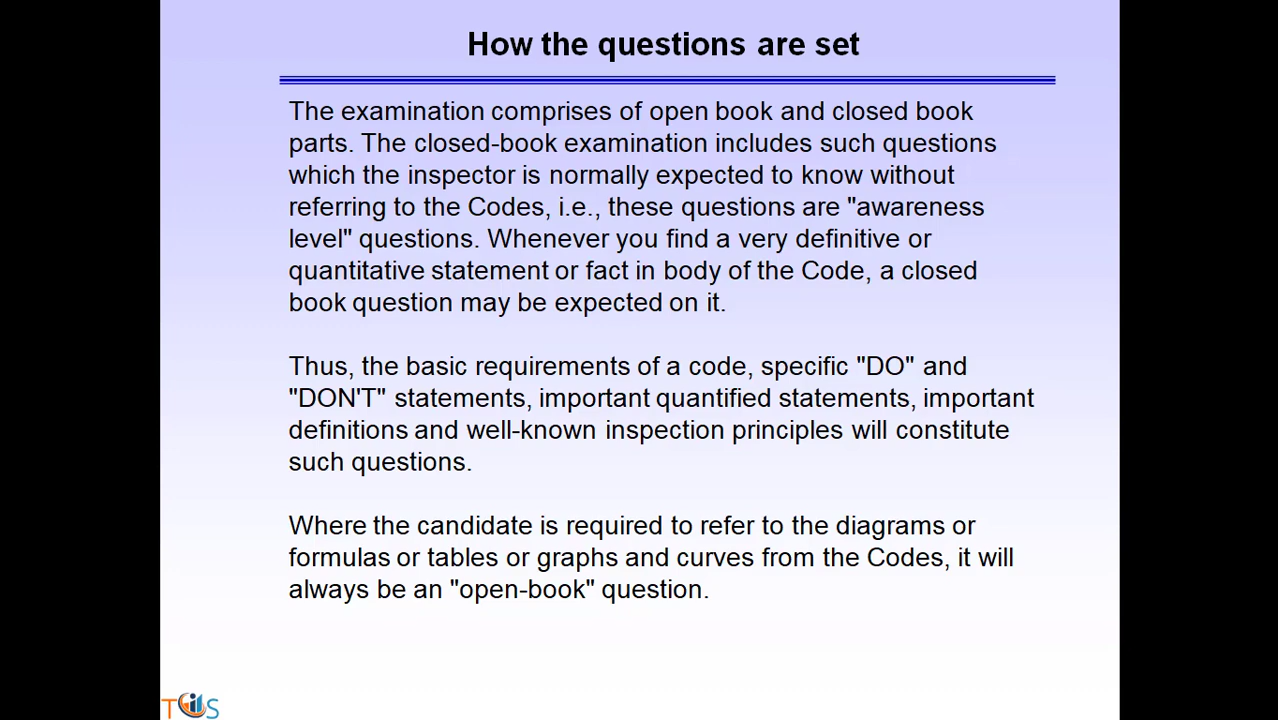 How the questions are set
The examination comprises of open book and closed book
parts. The closed-book examination includes such questions
which the inspector is normally expected to know without
referring to the Codes, i.e., these questions are "awareness
level" questions. Whenever you find a very definitive or
quantitative statement or fact in body of the Code, a closed
book question may be expected on it.
Thus, the basic requirements of a code, specific "DO" and
"DON'T" statements, important quantified statements, important
definitions and well-known inspection principles will constitute
such questions.
Where the candidate is required to refer to the diagrams or
formulas or tables or graphs and curves from the Codes, it will
always be an "open-book" question.